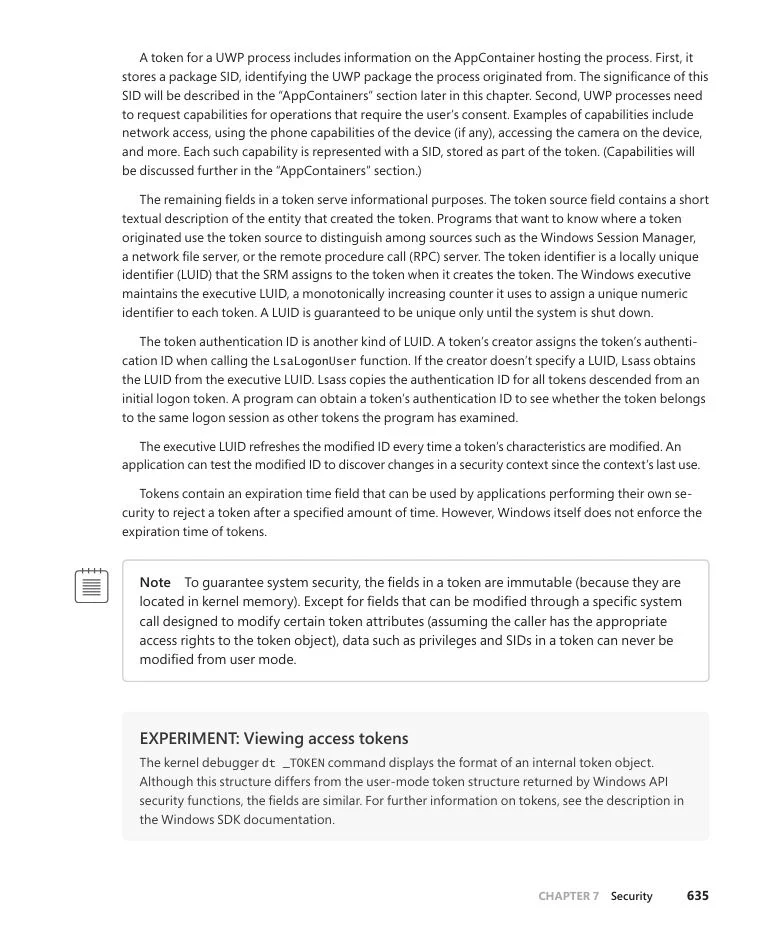 A token for a UWP process includes information on the AppContainer hosting the process. First, it
stores a package SID, identifying the UWP package the process originated from. The significance of this
SID will be described in the “AppContainers” section later in this chapter. Second, UWP processes need
to request capabilities for operations that require the user’s consent. Examples of capabilities include
network access, using the phone capabilities of the device (if any), accessing the camera on the device,
and more. Each such capability is represented with a SID, stored as part of the token. (Capabilities will
be discussed further in the “AppContainers” section.)
The remaining fields in a token serve informational purposes. The token source field contains a short
textual description of the entity that created the token. Programs that want to know where a token
originated use the token source to distinguish among sources such as the Windows Session Manager,
a network file server, or the remote procedure call (RPC) server. The token identifier is a locally unique
identifier (LUID) that the SRM assigns to the token when it creates the token. The Windows executive
maintains the executive LUID, a monotonically increasing counter it uses to assign a unique numeric
identifier to each token. A LUID is guaranteed to be unique only until the system is shut down.
The token authentication ID is another kind of LUID. A token’s creator assigns the token’s authenti-
cation ID when calling the LsaLogonUser function. If the creator doesn’t specify a LUID, Lsass obtains
the LUID from the executive LUID. Lsass copies the authentication ID for all tokens descended from an
initial logon token. A program can obtain a token’s authentication ID to see whether the token belongs
to the same logon session as other tokens the program has examined.
The executive LUID refreshes the modified ID every time a token’s characteristics are modified. An
application can test the modified ID to discover changes in a security context since the context’s last use.
Tokens contain an expiration time field that can be used by applications performing their own se-
curity to reject a token after a specified amount of time. However, Windows itself does not enforce the
expiration time of tokens.
Note To guarantee system security, the fields in a token are immutable (because they are
located in kernel memory). Except for fields that can be modified through a specific system
call designed to modify certain token attributes (assuming the caller has the appropriate
access rights to the token object), data such as privileges and SIDs in a token can never be
modified from user mode.
EXPERIMENT: Viewing access tokens
The kernel debugger dt _TOKEN command displays the format of an internal token object.
Although this structure differs from the user-mode token structure returned by Windows API
security functions, the fields are similar. For further information on tokens, see the description in
the Windows SDK documentation.
CHAPTER 7 Security 635